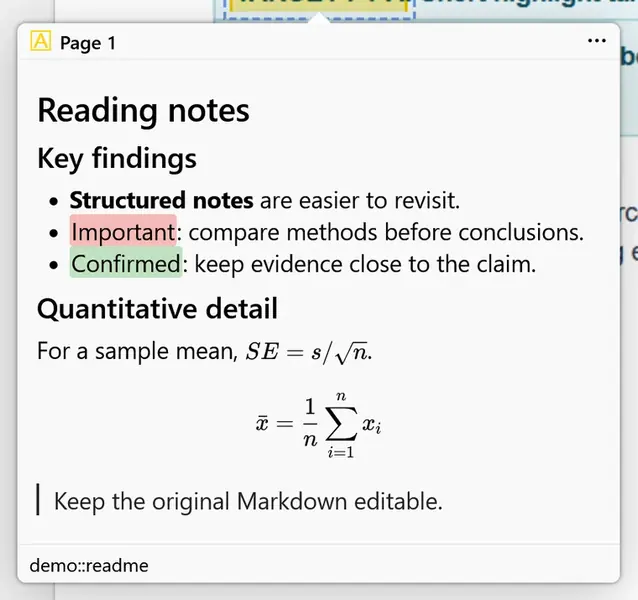 Page 1
Reading notes
Key findings
• Structured notes are easier to revisit.
• Important: compare methods before conclusions.
• Confirmed: keep evidence close to the claim.
Quantitative detail
For a sample mean, SE = s/√n.
x̄ = 1/n ∑_{i=1}^{n} x_i
Keep the original Markdown editable.
demo::readme